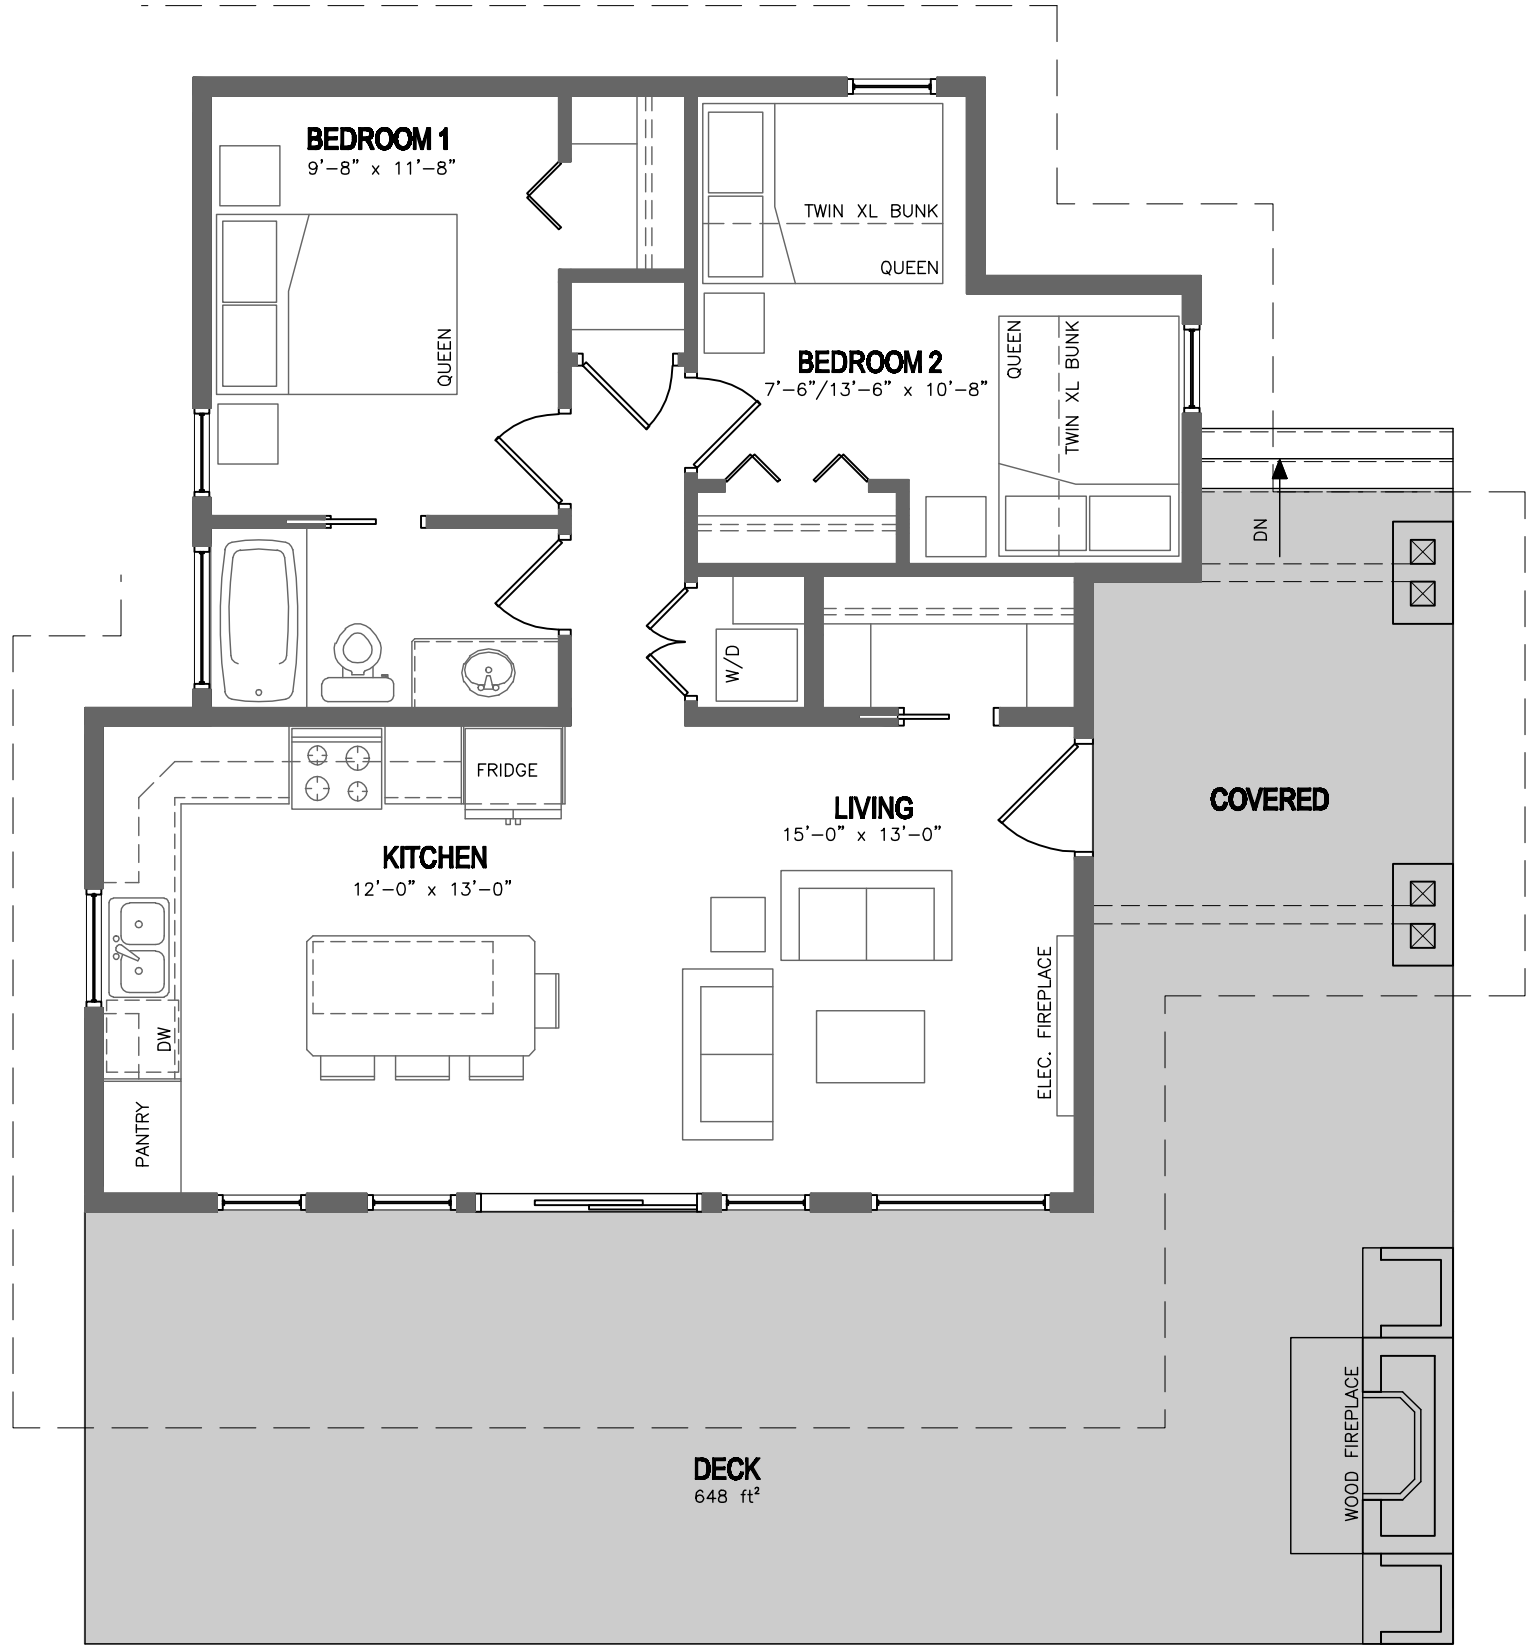 BEDROOM 1
9'-8" x 11'-8"
QUEEN
TWIN XL BUNK
QUEEN
BEDROOM 2
7'-6"/13'-6" x 10'-8"
QUEEN
TWIN XL BUNK
DN
W/D
FRIDGE
KITCHEN
12'-0" x 13'-0"
LIVING
15'-0" x 13'-0"
COVERED
DW
PANTRY
ELEC. FIREPLACE
DECK
648 ft²
WOOD FIREPLACE